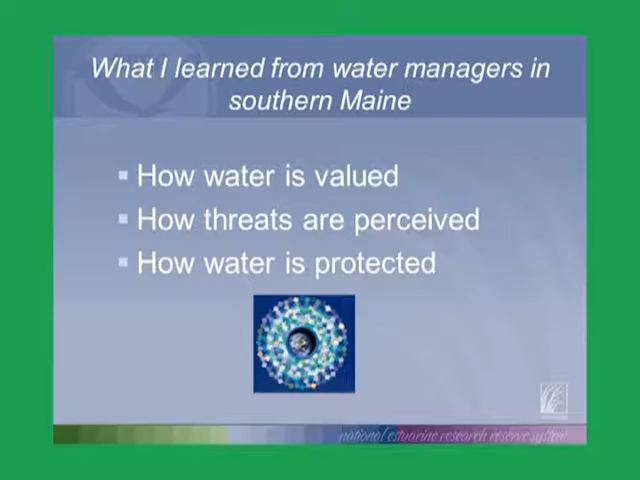 What I learned from water managers in
southern Maine
How water is valued
How threats are perceived
How water is protected
national estuarine research reserve system